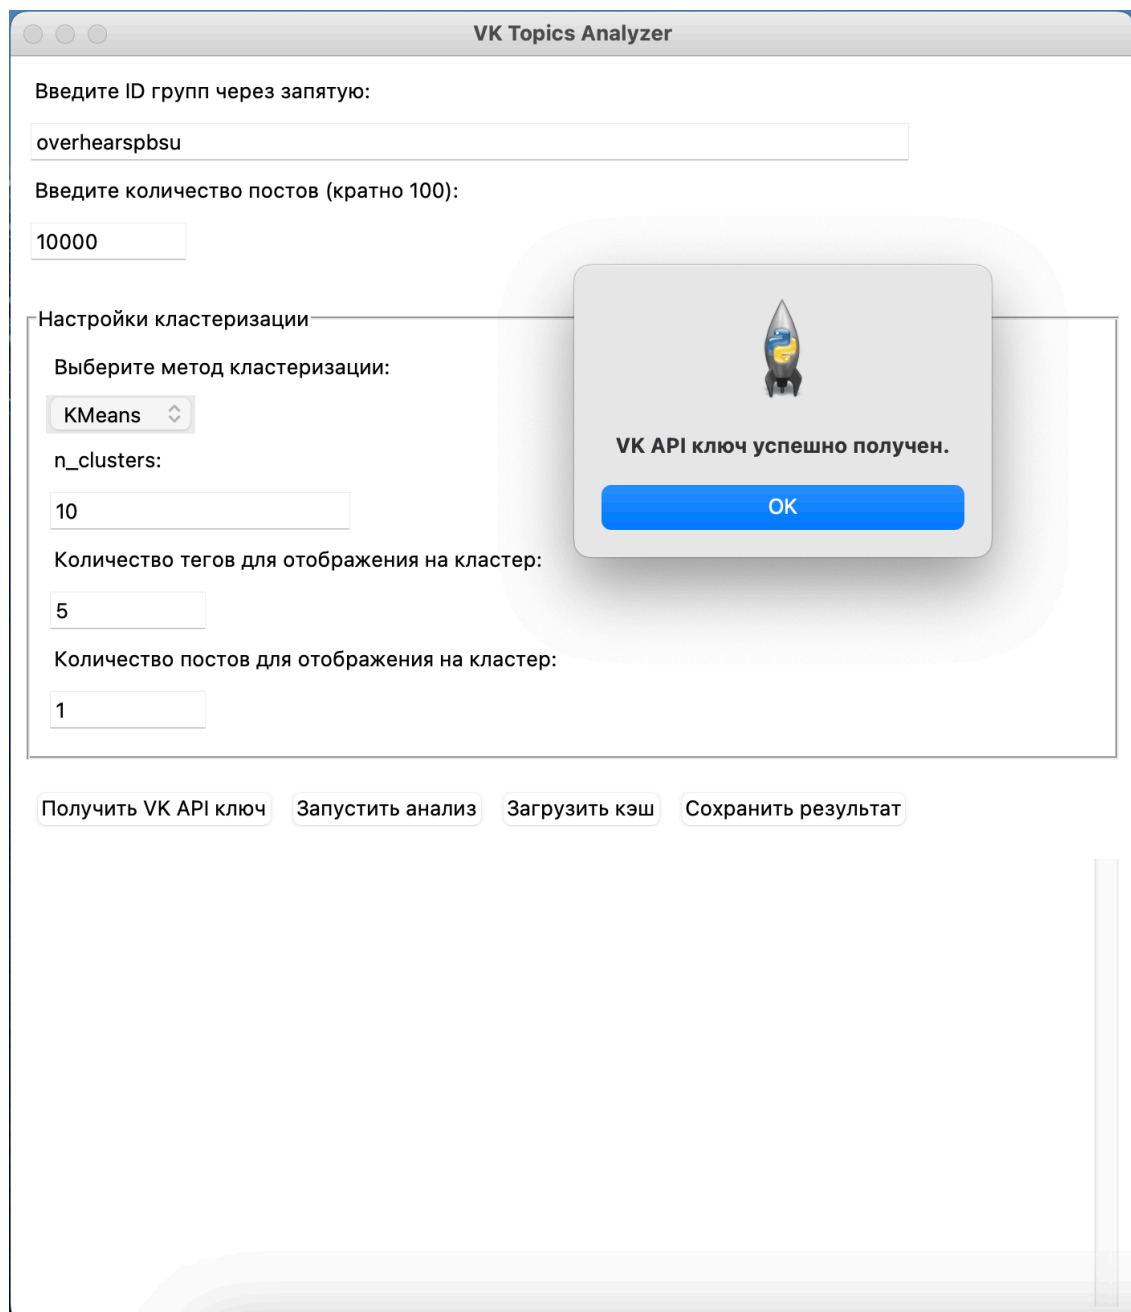 VK Topics Analyzer
Введите ID групп через запятую:
overhearspbsu
Введите количество постов (кратно 100):
10000
Настройки кластеризации
Выберите метод кластеризации:
KMeans
n_clusters:
10
Количество тегов для отображения на кластер:
5
Количество постов для отображения на кластер:
1
VK API ключ успешно получен.
OK
Получить VK API ключ
Запустить анализ
Загрузить кэш
Сохранить результат